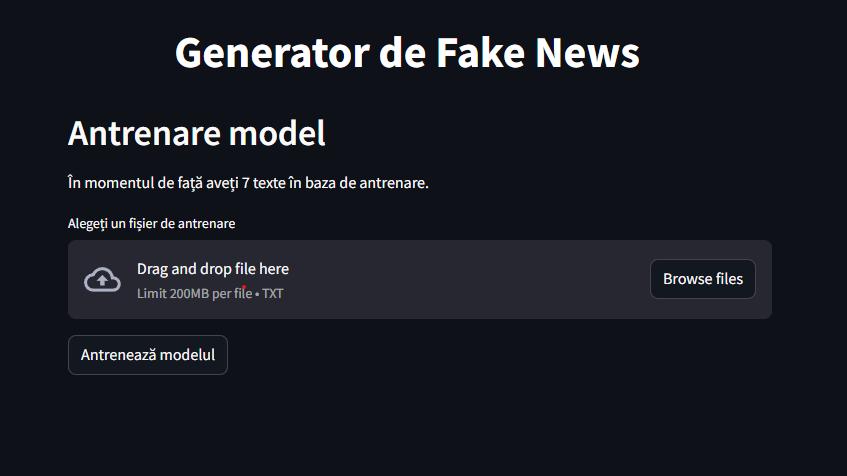 Generator de Fake News
Antrenare model
În momentul de față aveți 7 texte în baza de antrenare.
Alegeți un fișier de antrenare
Drag and drop file here
Limit 200MB per file • TXT
Browse files
Antrenează modelul